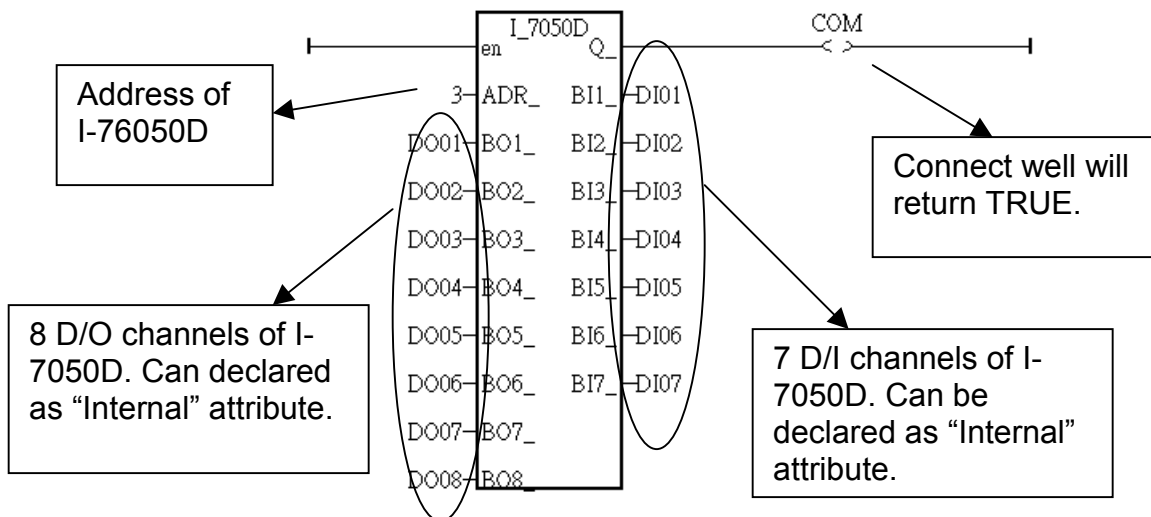 I_7050D
COM
en
Q_
Address of
I-76050D
3
ADR_
BI1_
DI01
DO01
BO1_
BI2_
DI02
DO02
BO2_
BI3_
DI03
DO03
BO3_
BI4_
DI04
DO04
BO4_
BI5_
DI05
DO05
BO5_
BI6_
DI06
DO06
BO6_
BI7_
DI07
DO07
BO7_
DO08
BO8_
Connect well will
return TRUE.
8 D/O channels of I-
7050D. Can declared
as “Internal” attribute.
7 D/I channels of I-
7050D. Can be
declared as “Internal”
attribute.